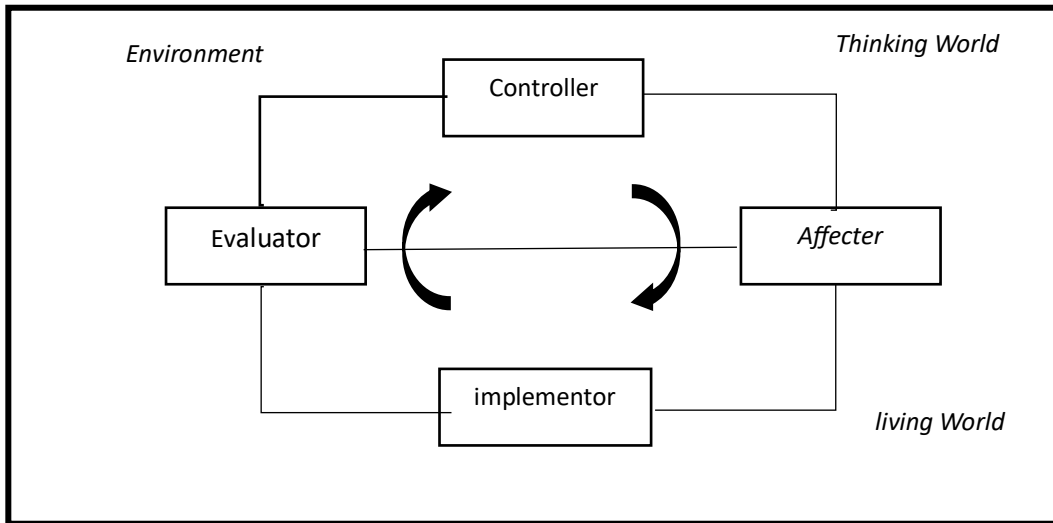 Environment
Thinking World
Controller
Evaluator
Affecter
implementor
living World